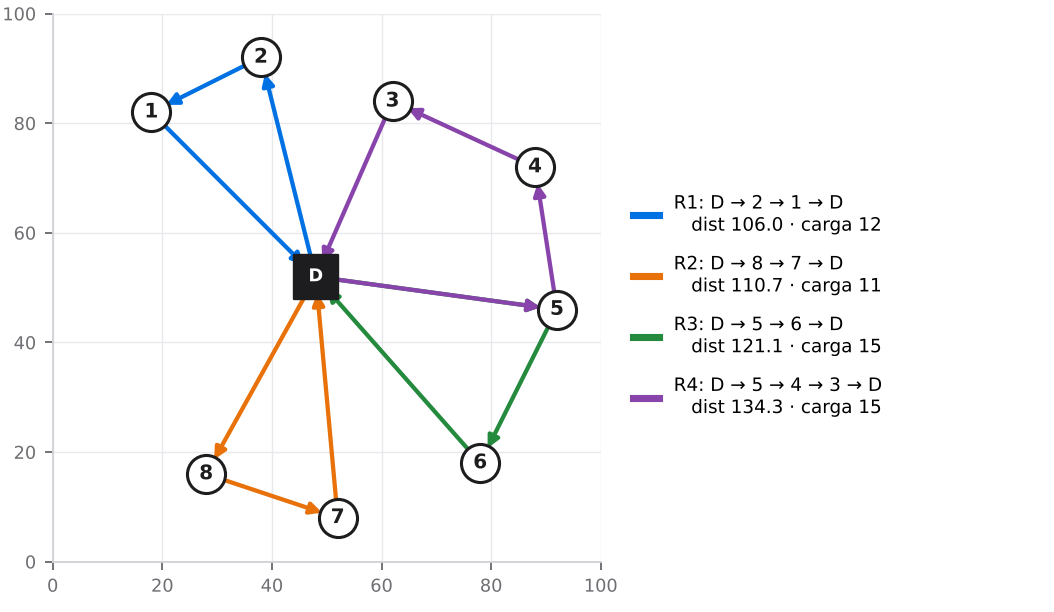 100
80
60
40
20
0
0 20 40 60 80 100
2
1
3
4
D
5
6
8
7
R1: D → 2 → 1 → D
dist 106.0 · carga 12
R2: D → 8 → 7 → D
dist 110.7 · carga 11
R3: D → 5 → 6 → D
dist 121.1 · carga 15
R4: D → 5 → 4 → 3 → D
dist 134.3 · carga 15